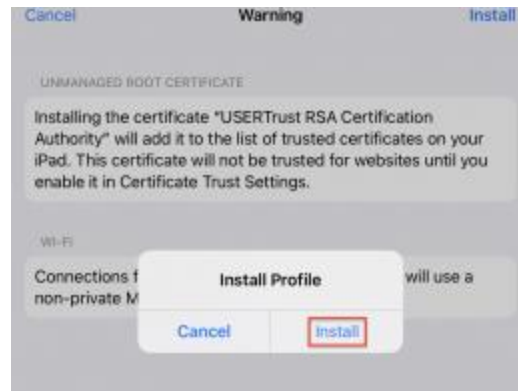 Cancel Warning Install
UNMANAGED ROOT CERTIFICATE
Installing the certificate "USERTrust RSA Certification
Authority" will add it to the list of trusted certificates on your
iPad. This certificate will not be trusted for websites until you
enable it in Certificate Trust Settings.
WI-FI
Connections f will use a
non-private M
Install Profile
Cancel Install